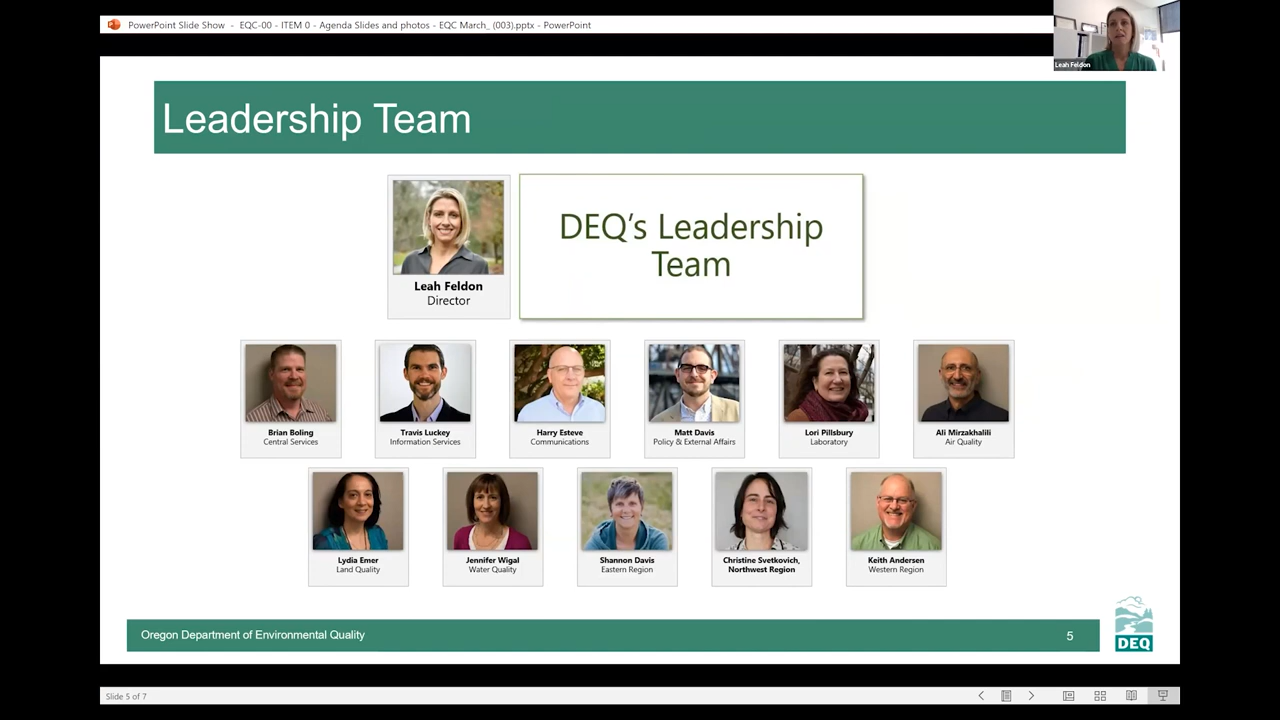 PowerPoint Slide Show - EQC-00 - ITEM 0 - Agenda Slides and photos - EQC March_ (003).pptx - PowerPoint
Leah Feldon
Leadership Team
DEQ’s Leadership
Team
Leah Feldon
Director
Brian Boling
Central Services
Travis Luckey
Information Services
Harry Esteve
Communications
Matt Davis
Policy & External Affairs
Lori Pillsbury
Laboratory
Ali Mirzakhalili
Air Quality
Lydia Emer
Land Quality
Jennifer Wigal
Water Quality
Shannon Davis
Eastern Region
Christine Svetkovich,
Northwest Region
Keith Andersen
Western Region
Oregon Department of Environmental Quality
5
DEQ
Slide 5 of 7